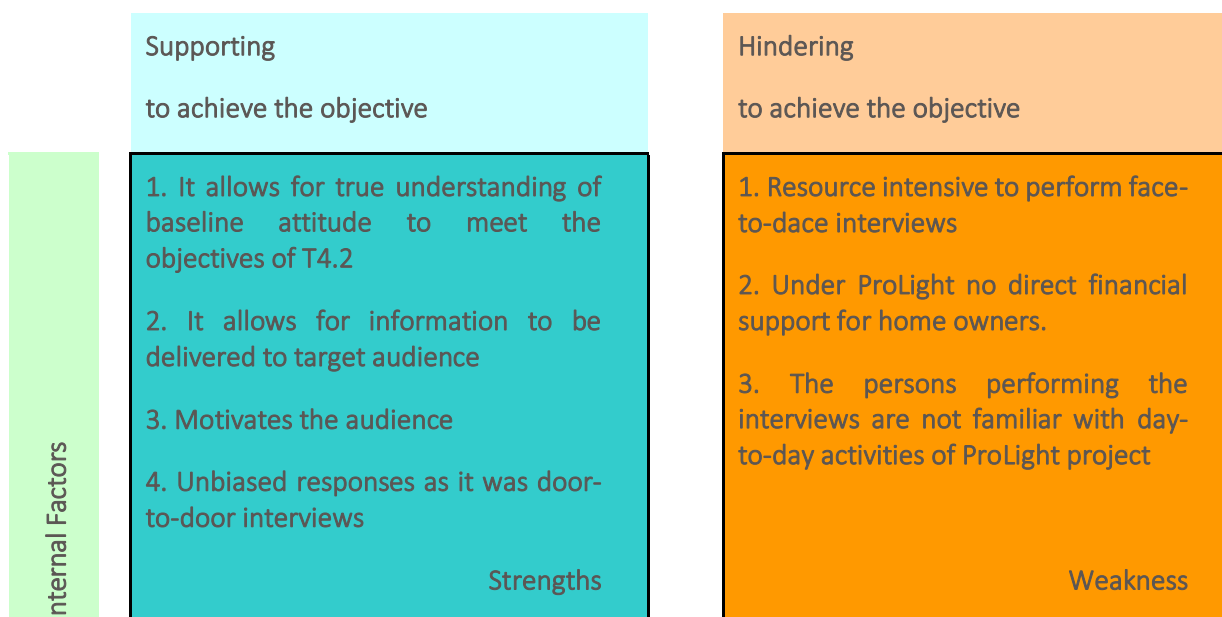 Supporting
to achieve the objective
Hindering
to achieve the objective
nternal Factors
1. It allows for true understanding of
baseline attitude to meet the
objectives of T4.2
2. It allows for information to be
delivered to target audience
3. Motivates the audience
4. Unbiased responses as it was door-
to-door interviews
Strengths
1. Resource intensive to perform face-
to-dace interviews
2. Under ProLight no direct financial
support for home owners.
3. The persons performing the
interviews are not familiar with day-
to-day activities of ProLight project
Weakness